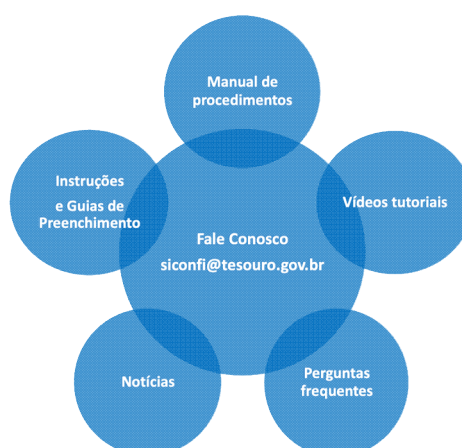 Manual de
procedimentos
Instruções
e Guias de
Preenchimento
Vídeos tutoriais
Fale Conosco
siconfi@tesouro.gov.br
Notícias
Perguntas
frequentes